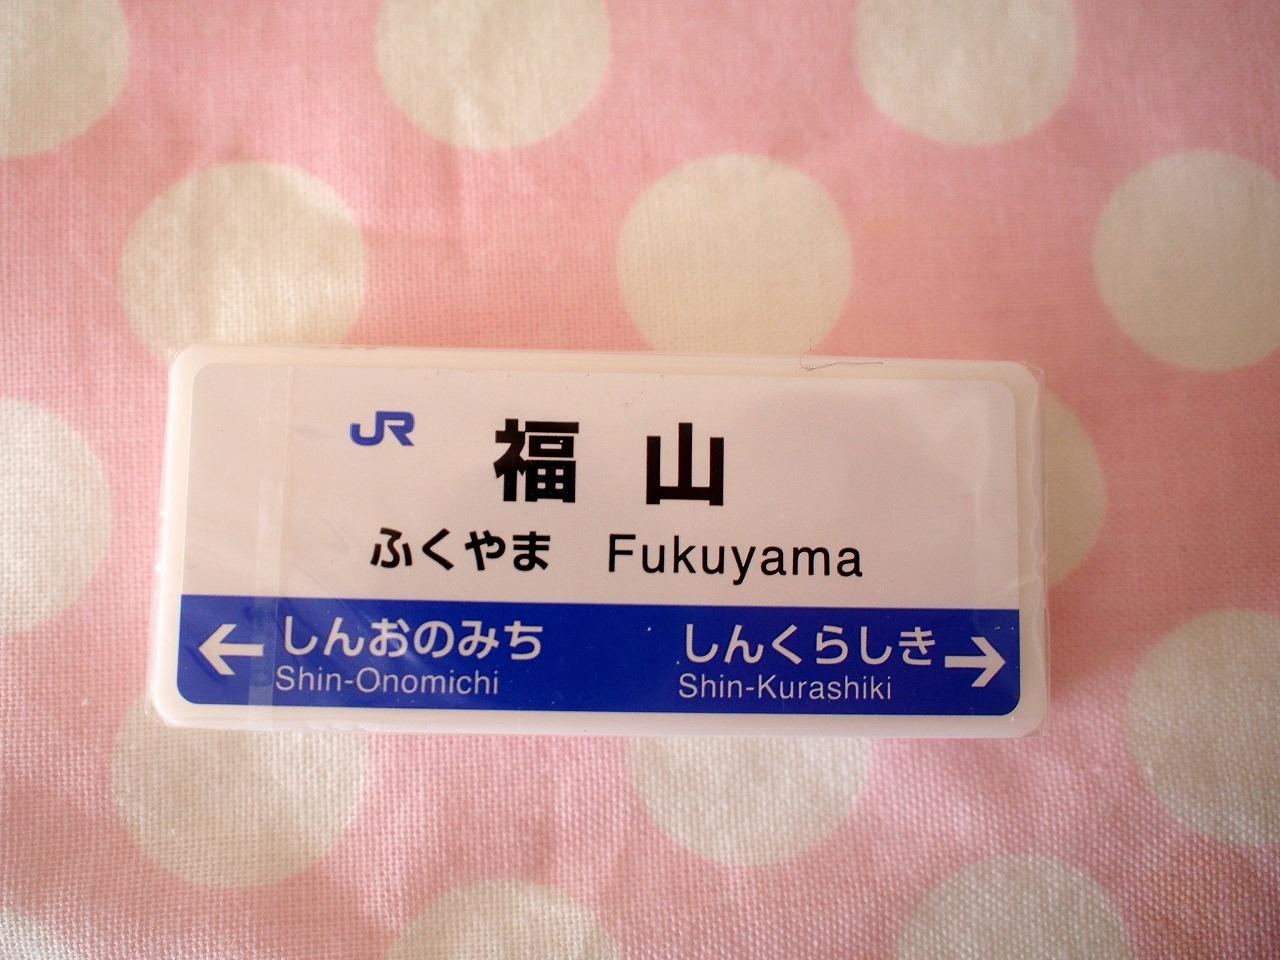 JR
福山
ふくやま Fukuyama
← しんおのみち しんくらしき →
Shin-Onomichi Shin-Kurashiki